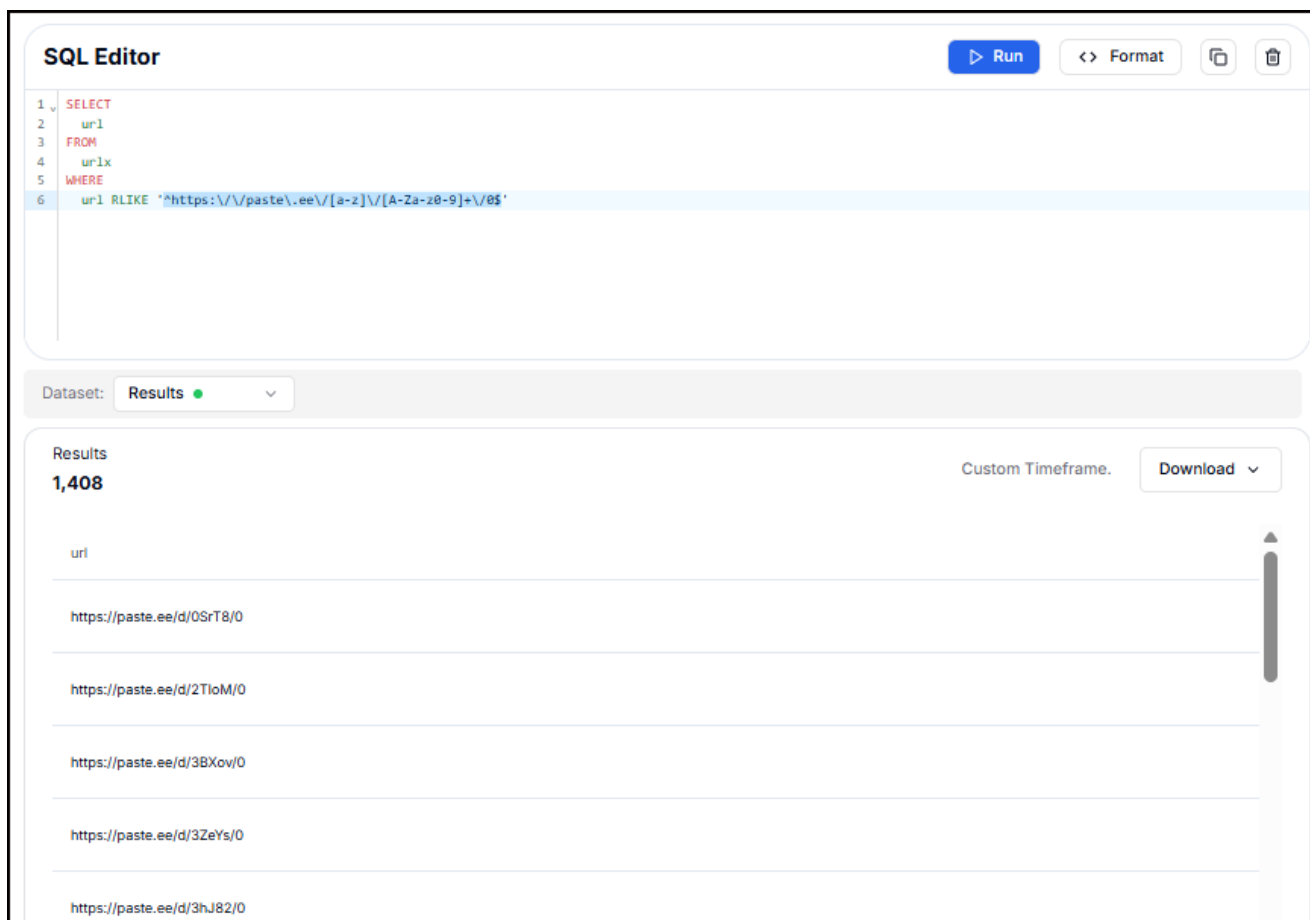 SQL Editor
Run
Format
1 SELECT
2 url
3 FROM
4 urlx
5 WHERE
6 url RLIKE '^https:\/\/paste\.ee\/[a-z]\/[A-Za-z0-9]+\/0$'
Dataset: Results
Results
1,408
Custom Timeframe.
Download
url
https://paste.ee/d/0SrT8/0
https://paste.ee/d/2TIoM/0
https://paste.ee/d/3BXov/0
https://paste.ee/d/3ZeYs/0
https://paste.ee/d/3hJ82/0